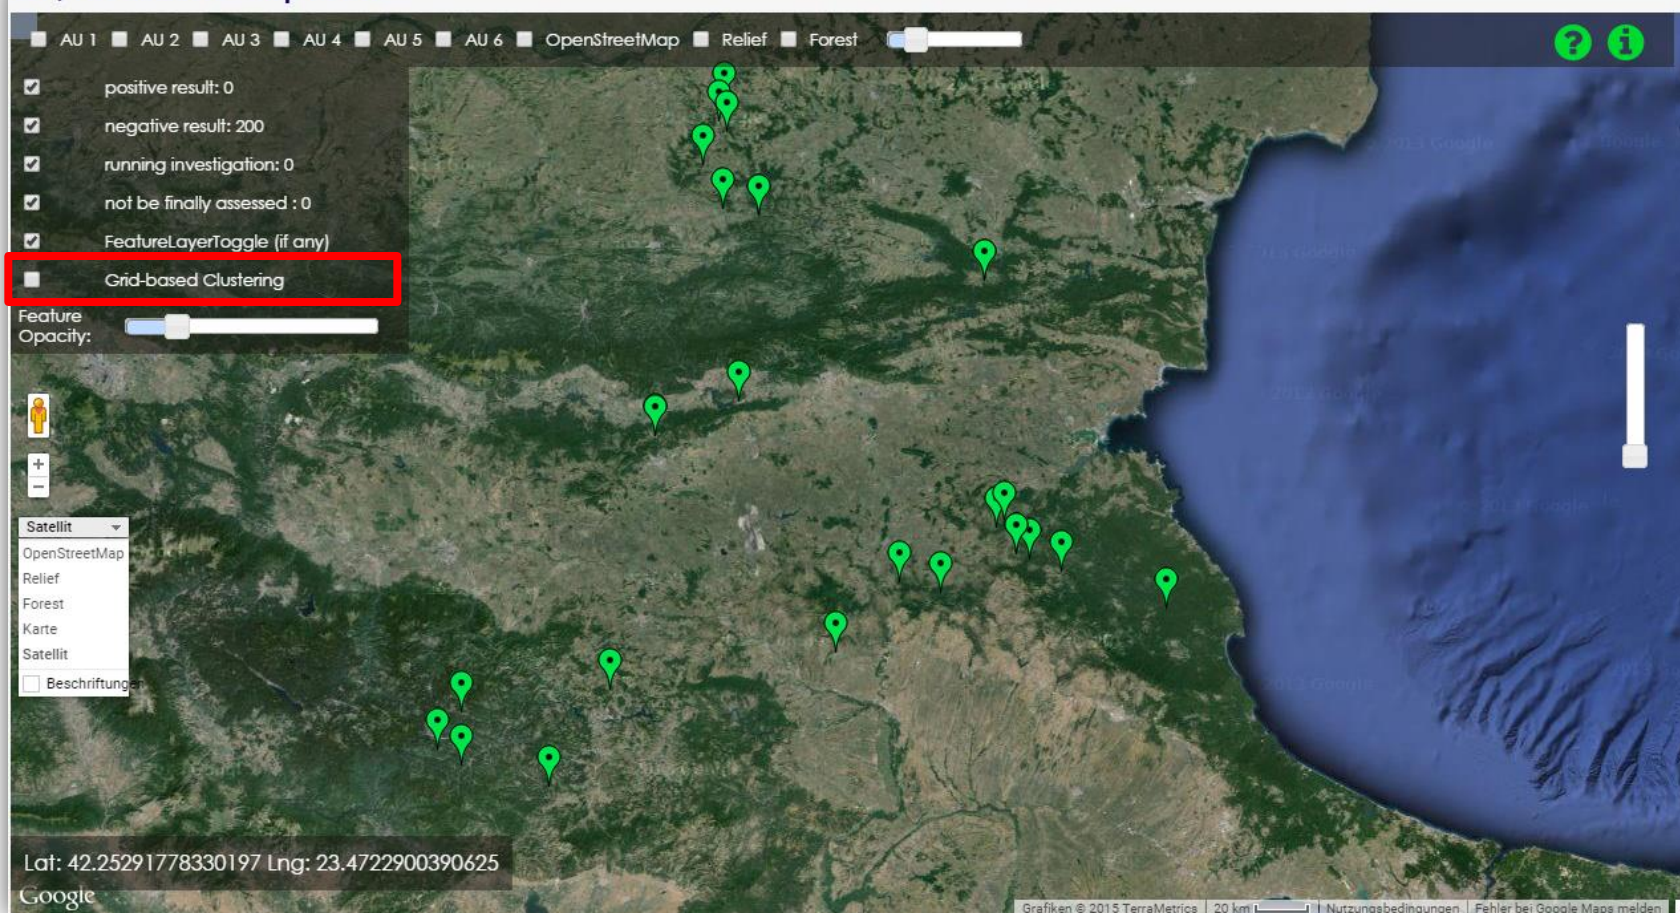 AU 1 AU 2 AU 3 AU 4 AU 5 AU 6 OpenStreetMap Relief Forest
positive result: 0
negative result: 200
running investigation: 0
not be finally assessed : 0
FeatureLayerToggle (if any)
Grid-based Clustering
Feature
Opacity:
Satellit
OpenStreetMap
Relief
Forest
Karte
Satellit
Beschriftungen
Lat: 42.25291778330197 Lng: 23.4722900390625
Google
Grafiken © 2015 TerraMetrics 20 km Nutzungsbedingungen Fehler bei Google Maps melden